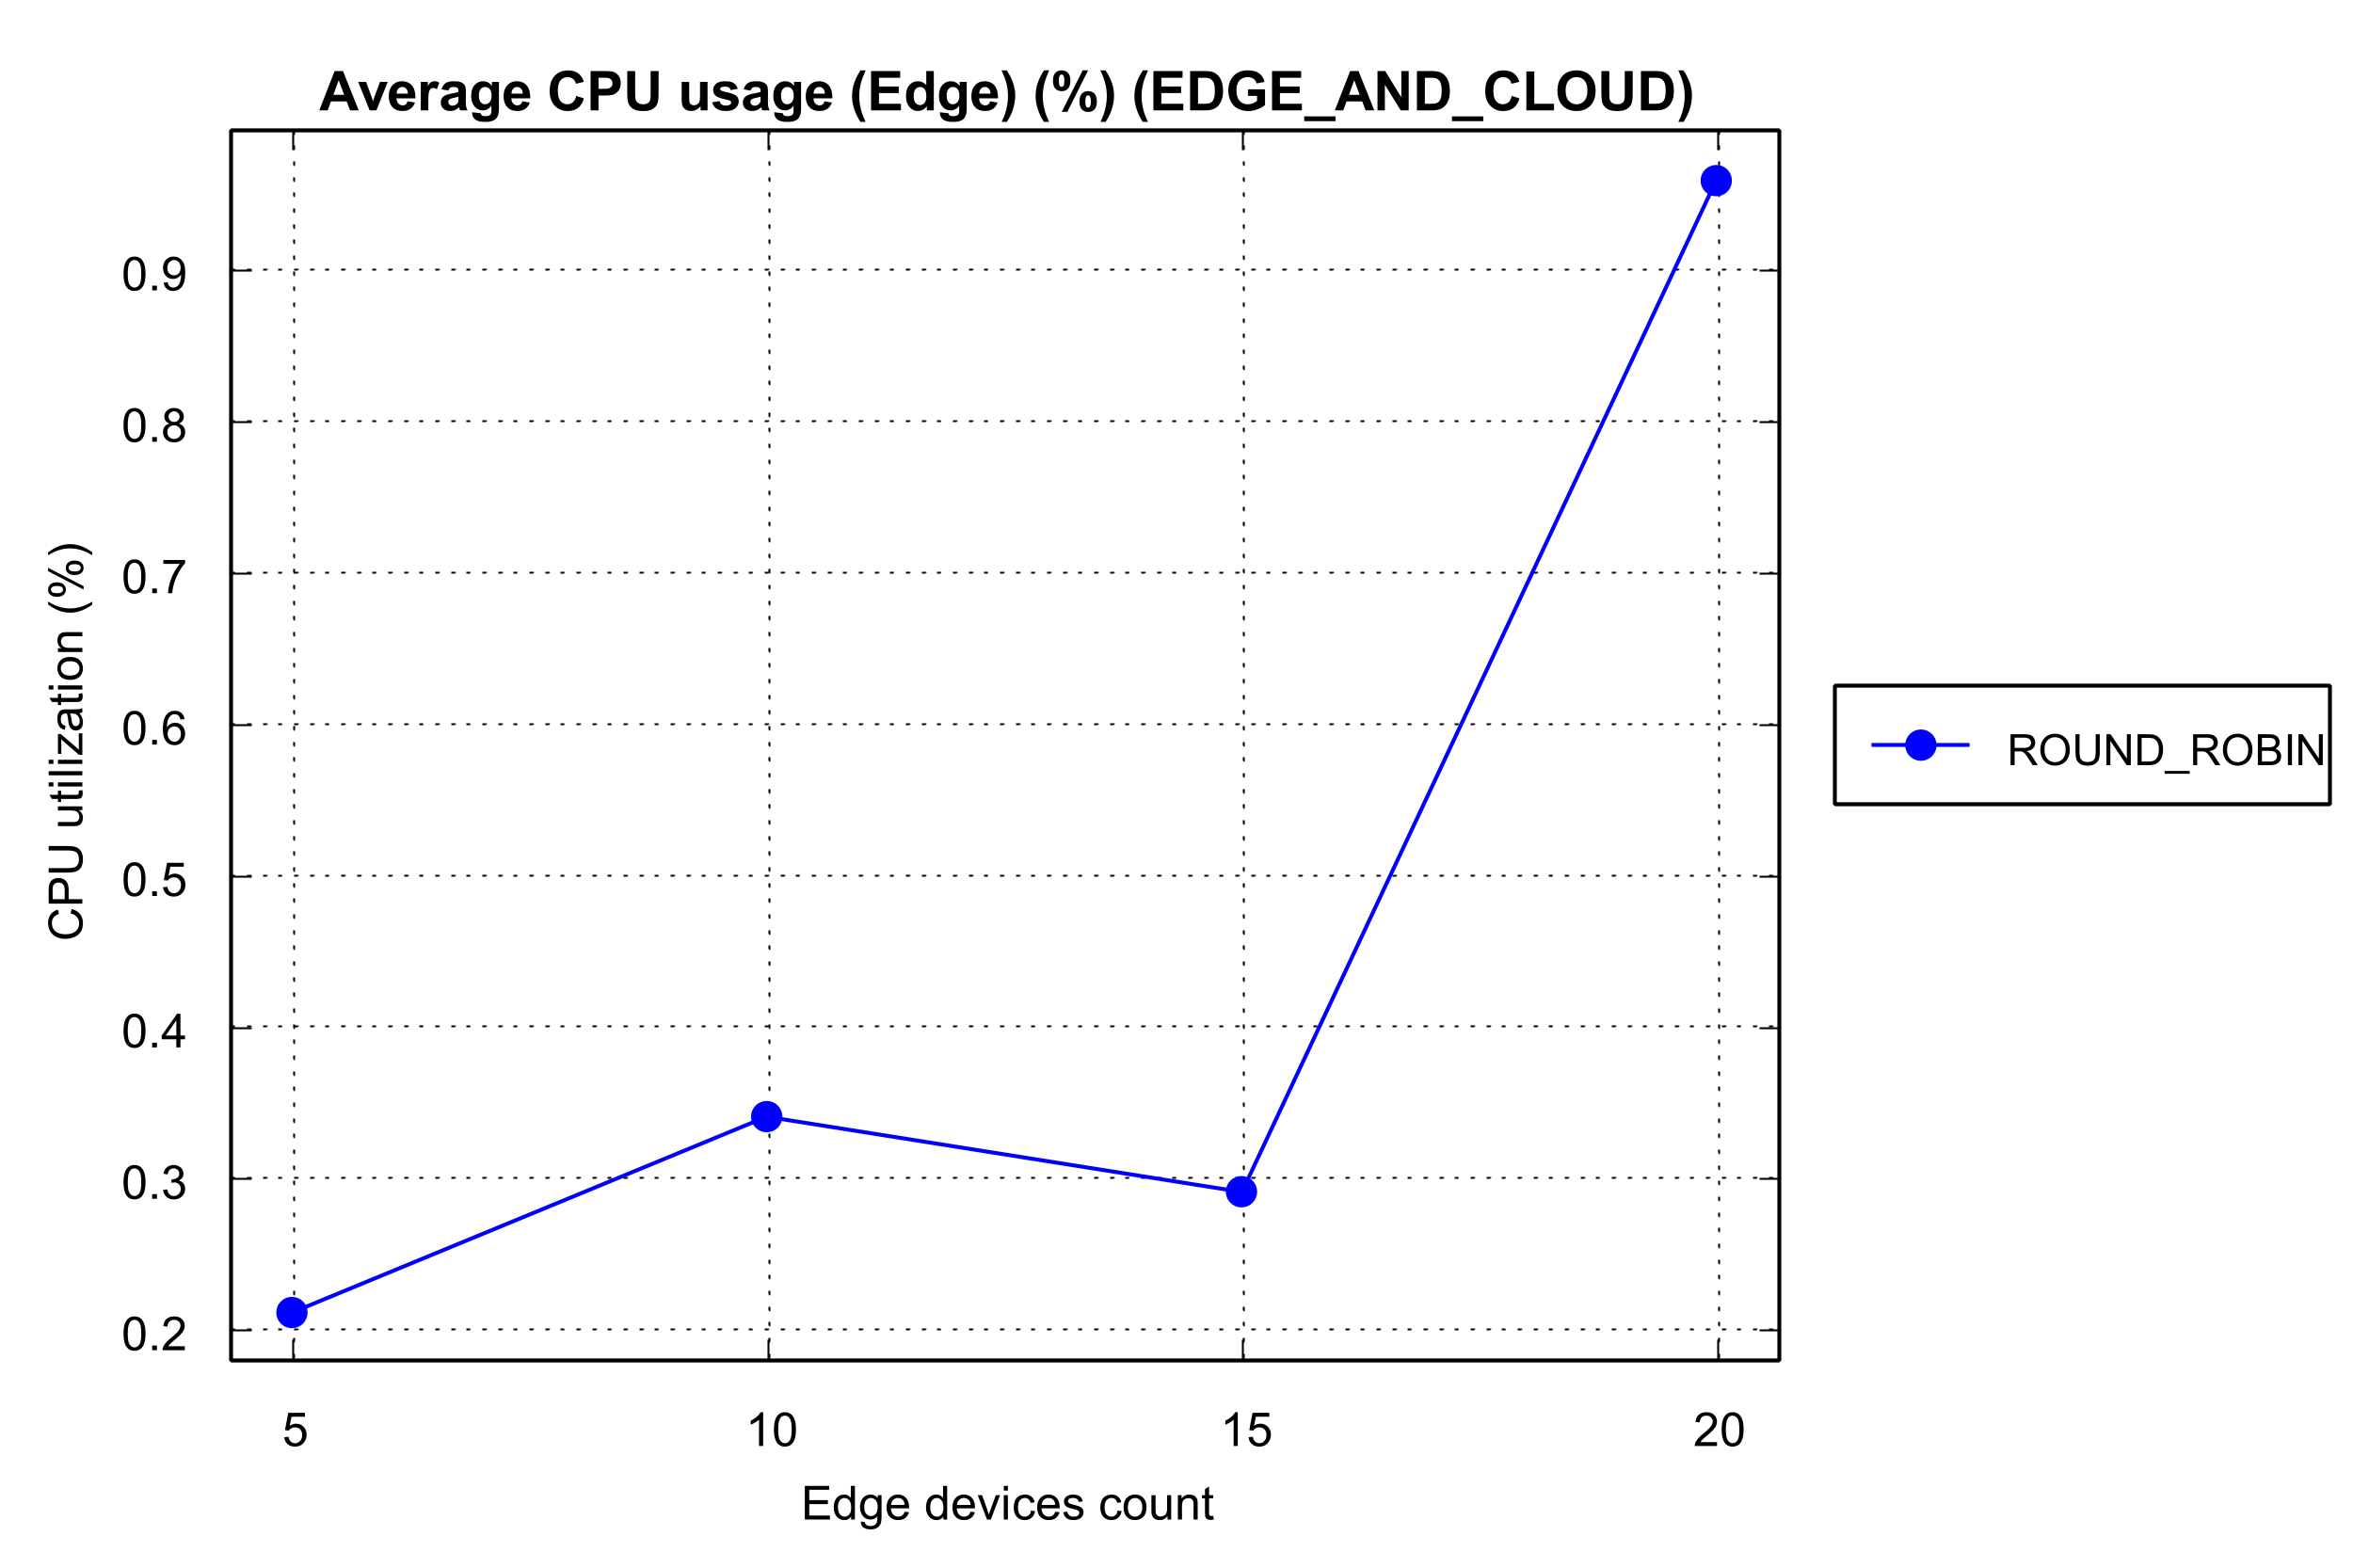 Average CPU usage (Edge) (%) (EDGE_AND_CLOUD)
CPU utilization (%)
0.9
0.8
0.7
0.6
0.5
0.4
0.3
0.2
5 10 15 20
Edge devices count
ROUND_ROBIN